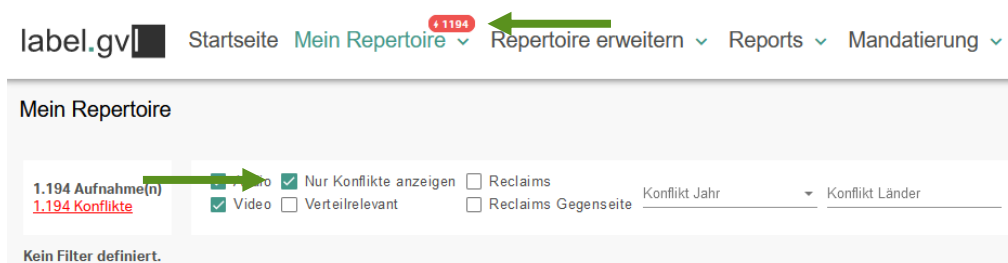 1194
label.gvl Startseite Mein Repertoire Repertoire erweitern Reports Mandatierung
Mein Repertoire
1.194 Aufnahme(n)
1.194 Konflikte
Nur Konflikte anzeigen Reclaims
Video Verteilrelevant Reclaims Gegenseite
Konflikt Jahr Konflikt Länder
Kein Filter definiert.